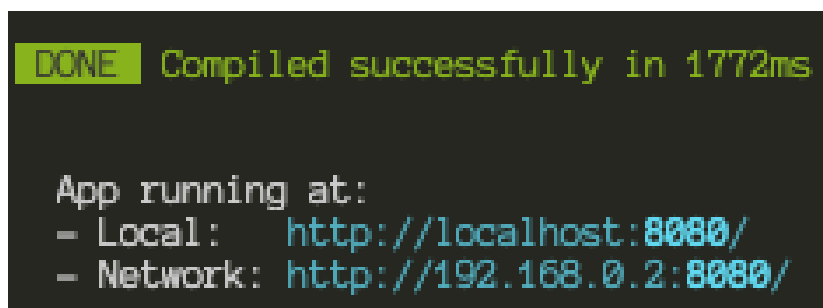 DONE Compiled successfully in 1772ms
App running at:
- Local: http://localhost:8080/
- Network: http://192.168.0.2:8080/